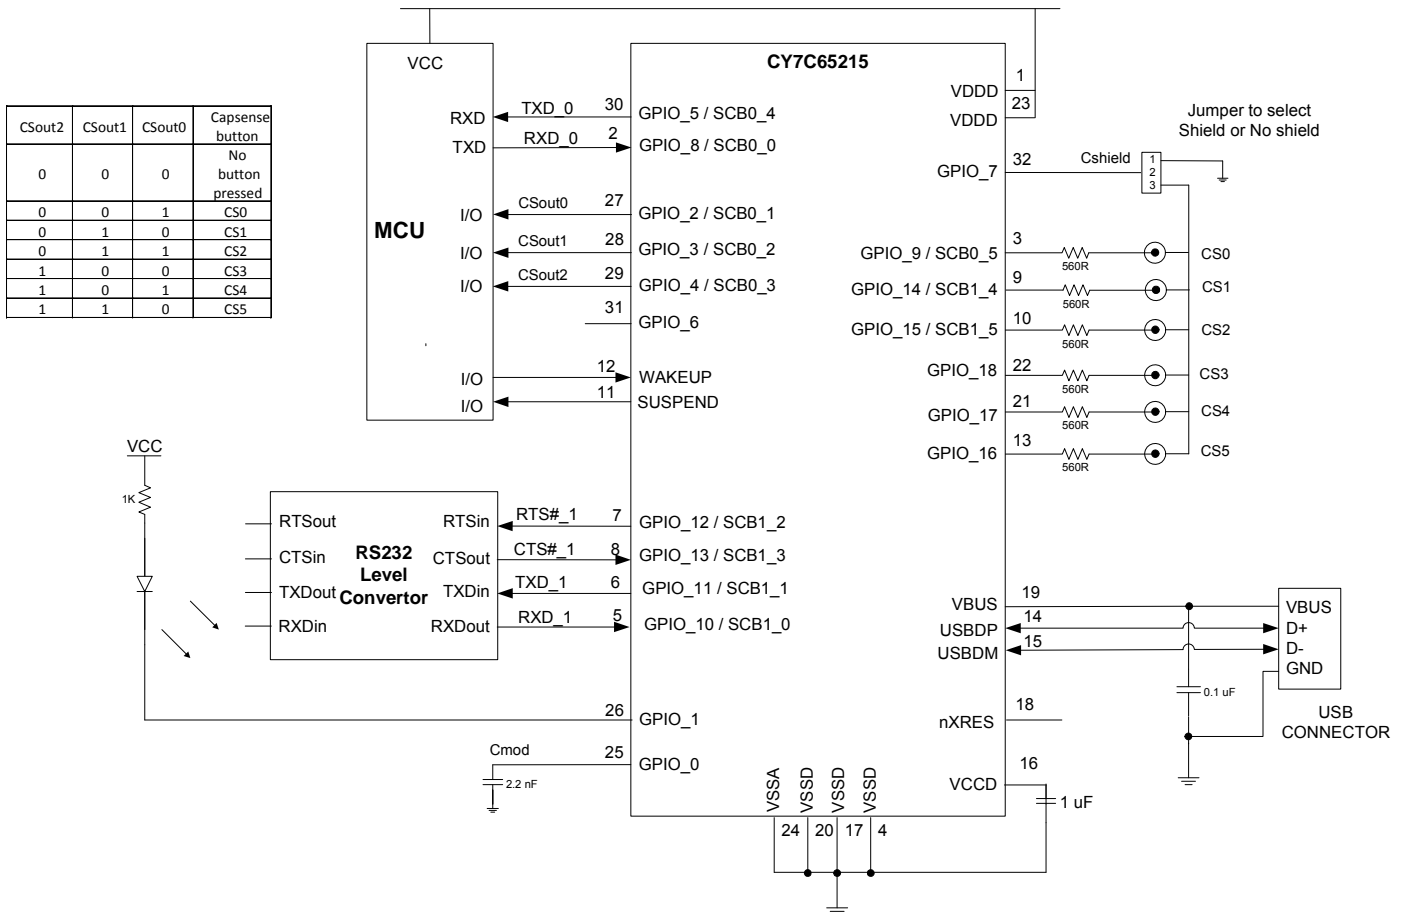 CSout2 CSout1 CSout0 Capsense
button
0 0 0 No
button
pressed
0 0 1 CS0
0 1 0 CS1
0 1 1 CS2
1 0 0 CS3
1 0 1 CS4
1 1 0 CS5
VCC
MCU
RXD
TXD
I/O
I/O
I/O
I/O
I/O
TXD_0
RXD_0
CSout0
CSout1
CSout2
CY7C65215
30 GPIO_5 / SCB0_4
2 GPIO_8 / SCB0_0
27 GPIO_2 / SCB0_1
28 GPIO_3 / SCB0_2
29 GPIO_4 / SCB0_3
31 GPIO_6
12 WAKEUP
11 SUSPEND
7 GPIO_12 / SCB1_2
8 GPIO_13 / SCB1_3
6 GPIO_11 / SCB1_1
5 GPIO_10 / SCB1_0
26 GPIO_1
25 GPIO_0
VDDD 1
VDDD 23
GPIO_7 32
GPIO_9 / SCB0_5 3
GPIO_14 / SCB1_4 9
GPIO_15 / SCB1_5 10
GPIO_18 22
GPIO_17 21
GPIO_16 13
VBUS 19
USBDP 14
USBDM 15
nXRES 18
VCCD 16
VSSA
VSSD
VSSD
VSSD
24 20 17 4
Jumper to select
Shield or No shield
Cshield
1
2
3
560R CS0
560R CS1
560R CS2
560R CS3
560R CS4
560R CS5
VCC
1K
RS232
Level
Convertor
RTSout
CTSin
TXDout
RXDin
RTSin
CTSout
TXDin
RXDout
RTS#_1
CTS#_1
TXD_1
RXD_1
Cmod
2.2 nF
VBUS
D+
D-
GND
0.1 uF
USB
CONNECTOR
1 uF